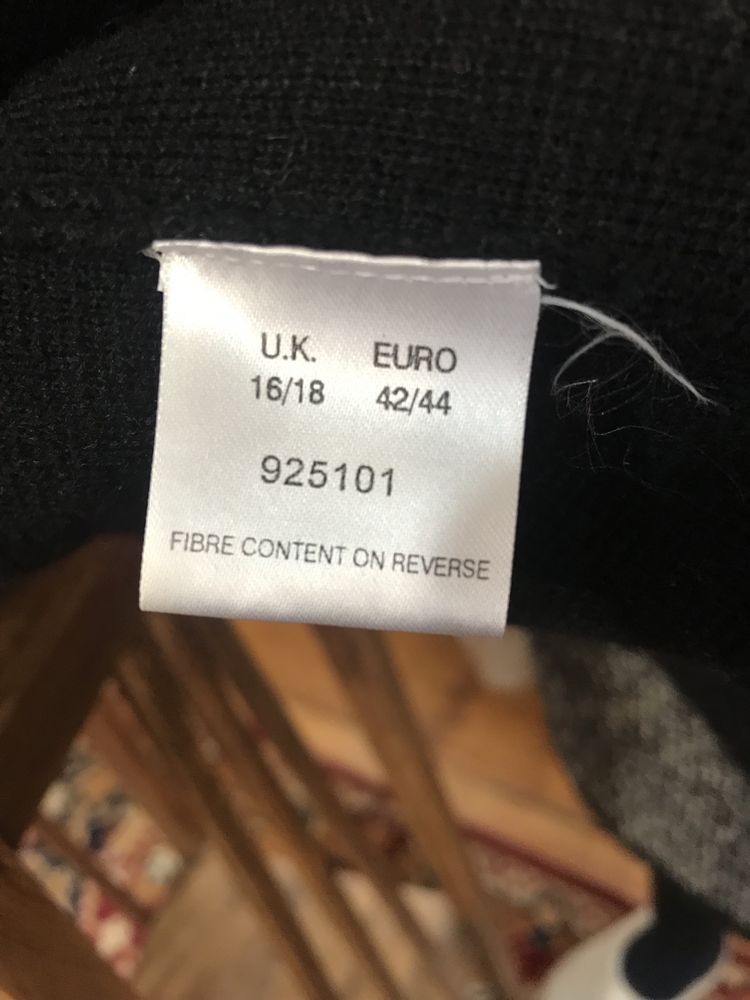 U.K. EURO
16/18 42/44
925101
FIBRE CONTENT ON REVERSE